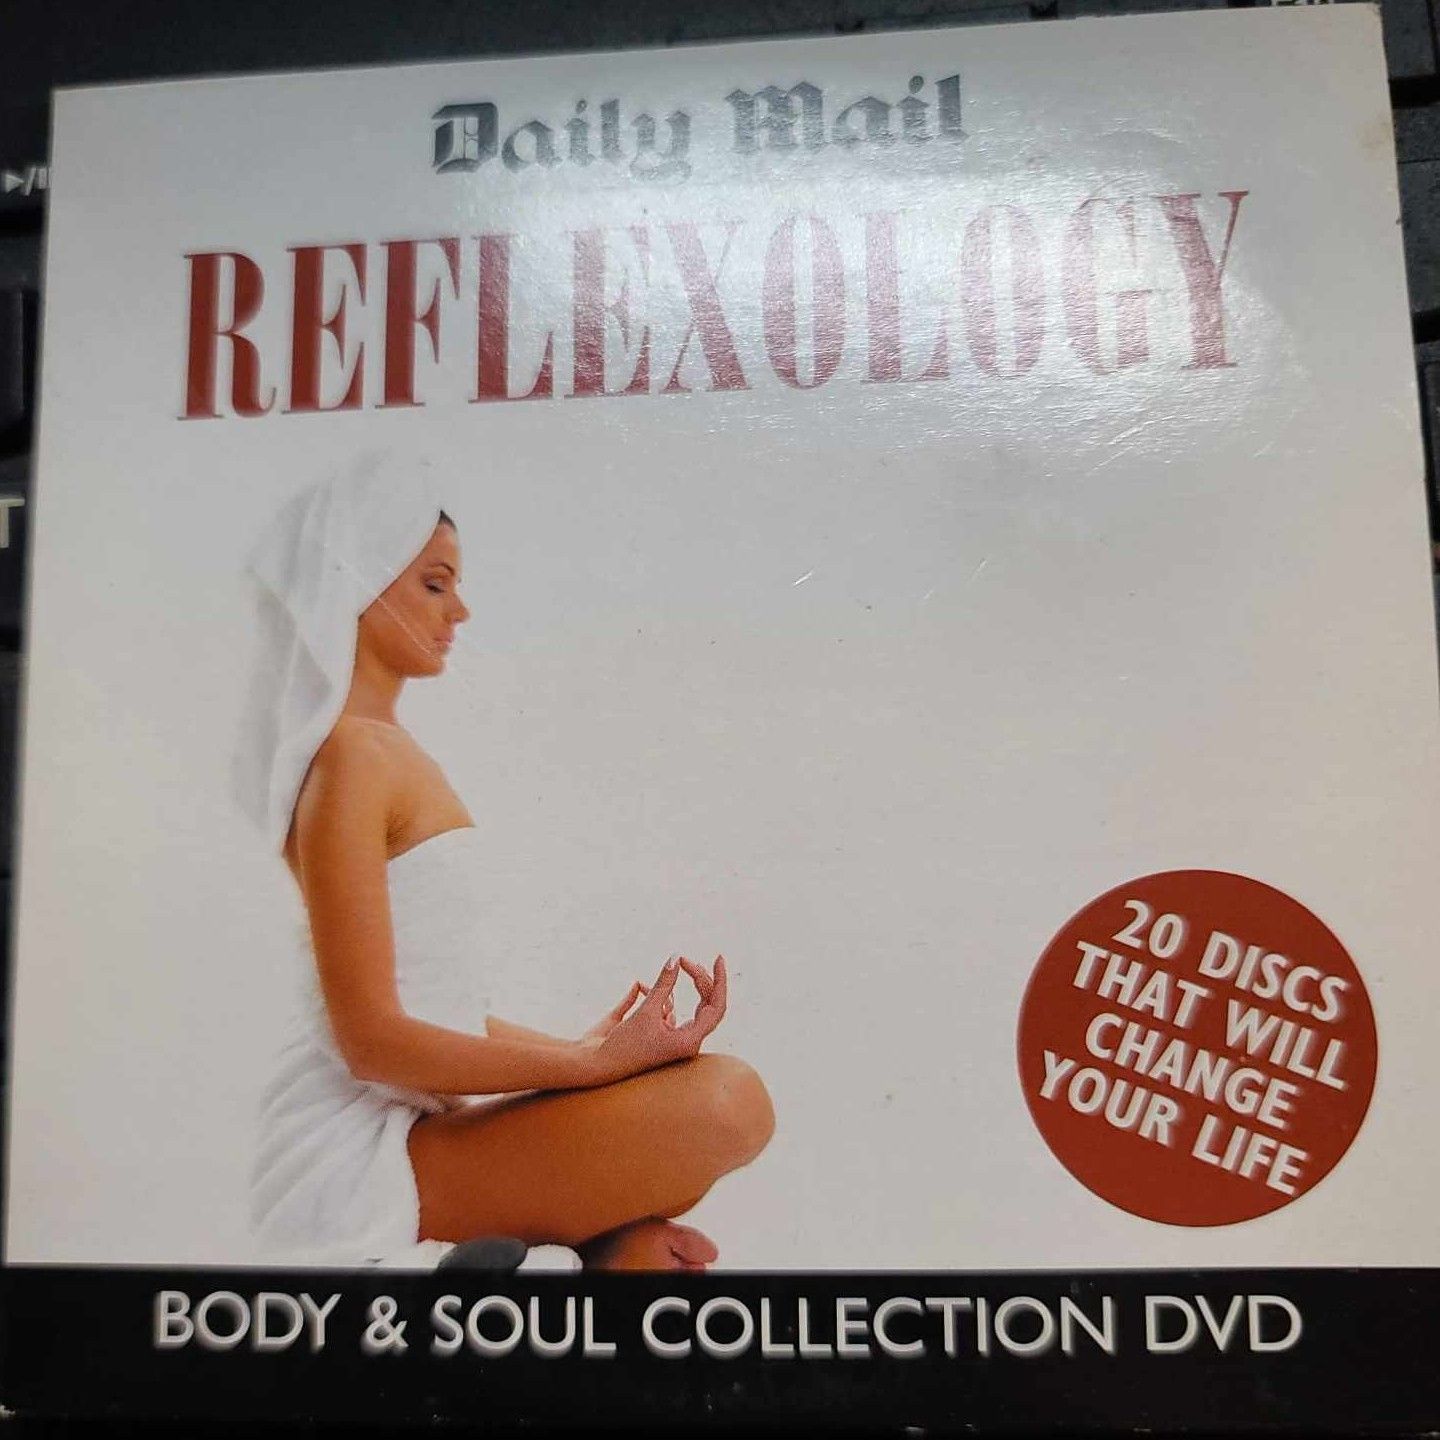 Daily Mail
REFLEXOLOGY
20 DISCS
THAT WILL
CHANGE
YOUR LIFE
BODY & SOUL COLLECTION DVD